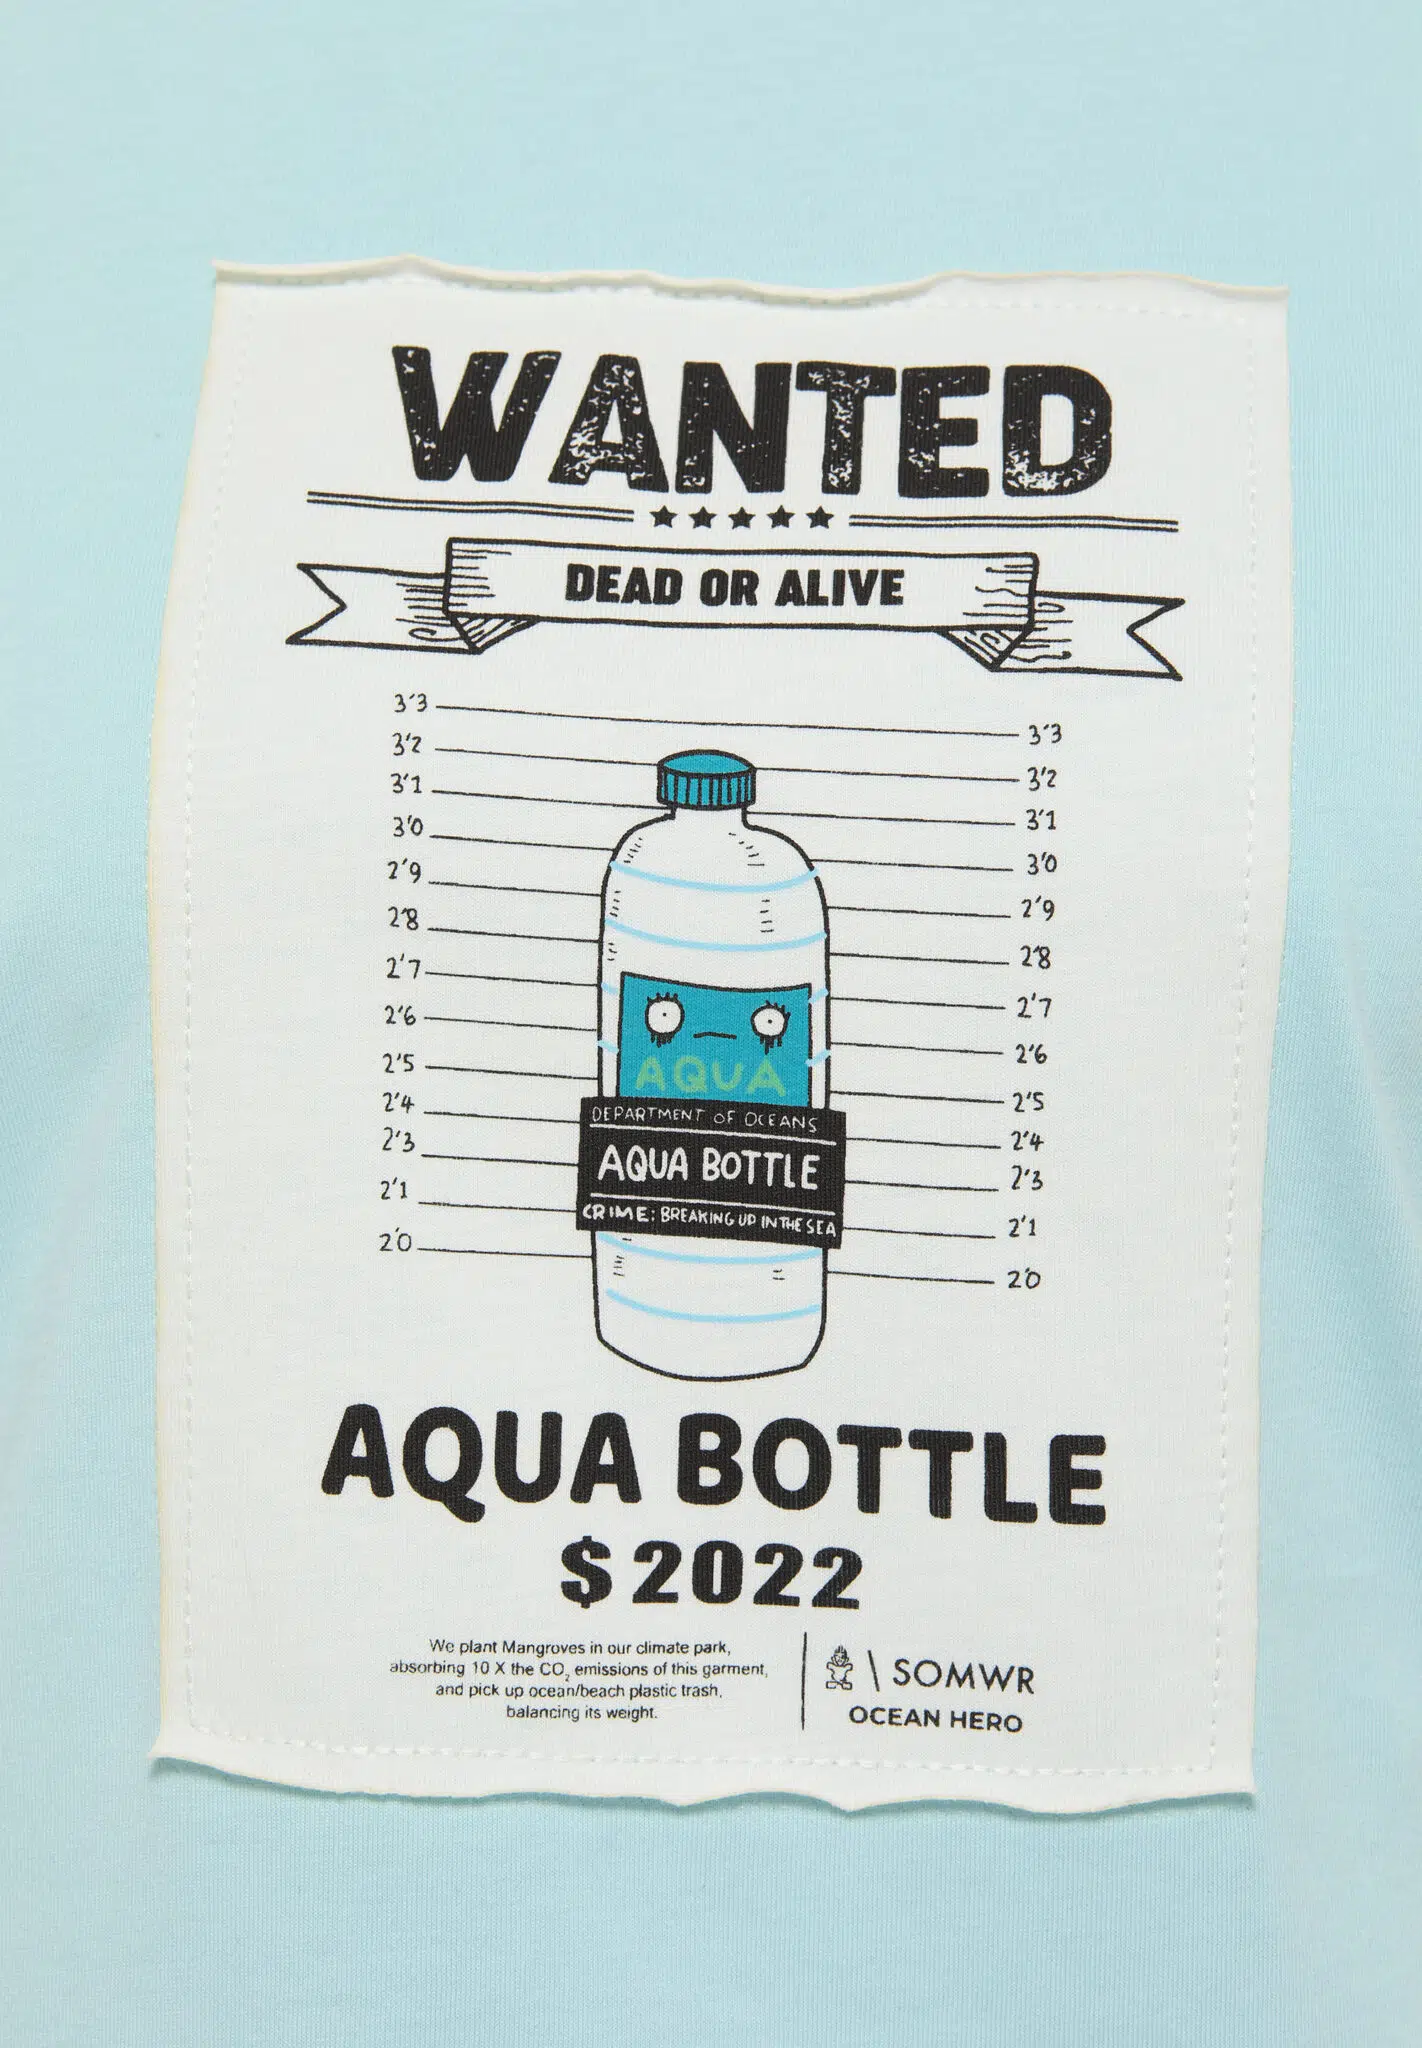 WANTED
DEAD OR ALIVE
3'3 3'3
3'2 3'2
3'1 3'1
3'0 3'0
2'9 2'9
2'8 2'8
2'7 2'7
2'6 2'6
AQUA
2'5 2'5
DEPARTMENT OF OCEANS
2'4 2'4
AQUA BOTTLE
2'3 2'3
CRIME: BREAKING UP IN THE SEA
2'1 2'1
2'0 2'0
AQUA BOTTLE
$2022
We plant Mangroves in our climate park,
absorbing 10 X the CO₂ emissions of this garment,
and pick up ocean/beach plastic trash,
balancing its weight.
\ SOMWR
OCEAN HERO